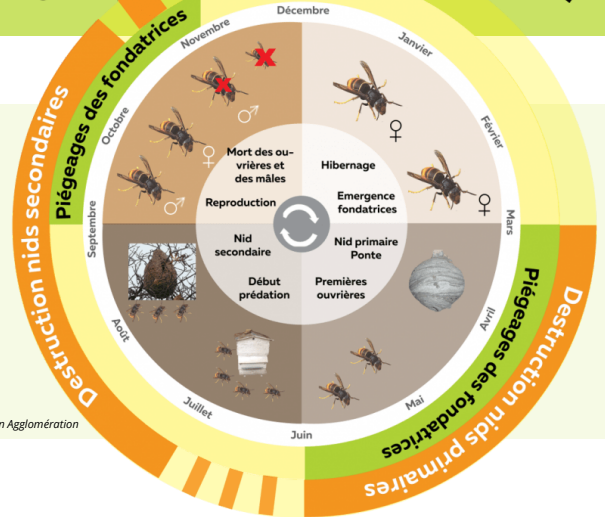 Décembre
Janvier
Février
Mars
Avril
Mai
Juin
Juillet
Août
Septembre
Octobre
Novembre
Piégeages des fondatrices
Destruction nids secondaires
Piégeages des fondatrices
Destruction nids primaires
Mort des ou-
vrières et
des mâles
Reproduction
Hibernage
Emergence
fondatrices
Nid
secondaire
Début
prédation
Nid primaire
Ponte
Premières
ouvrières
n Agglomération